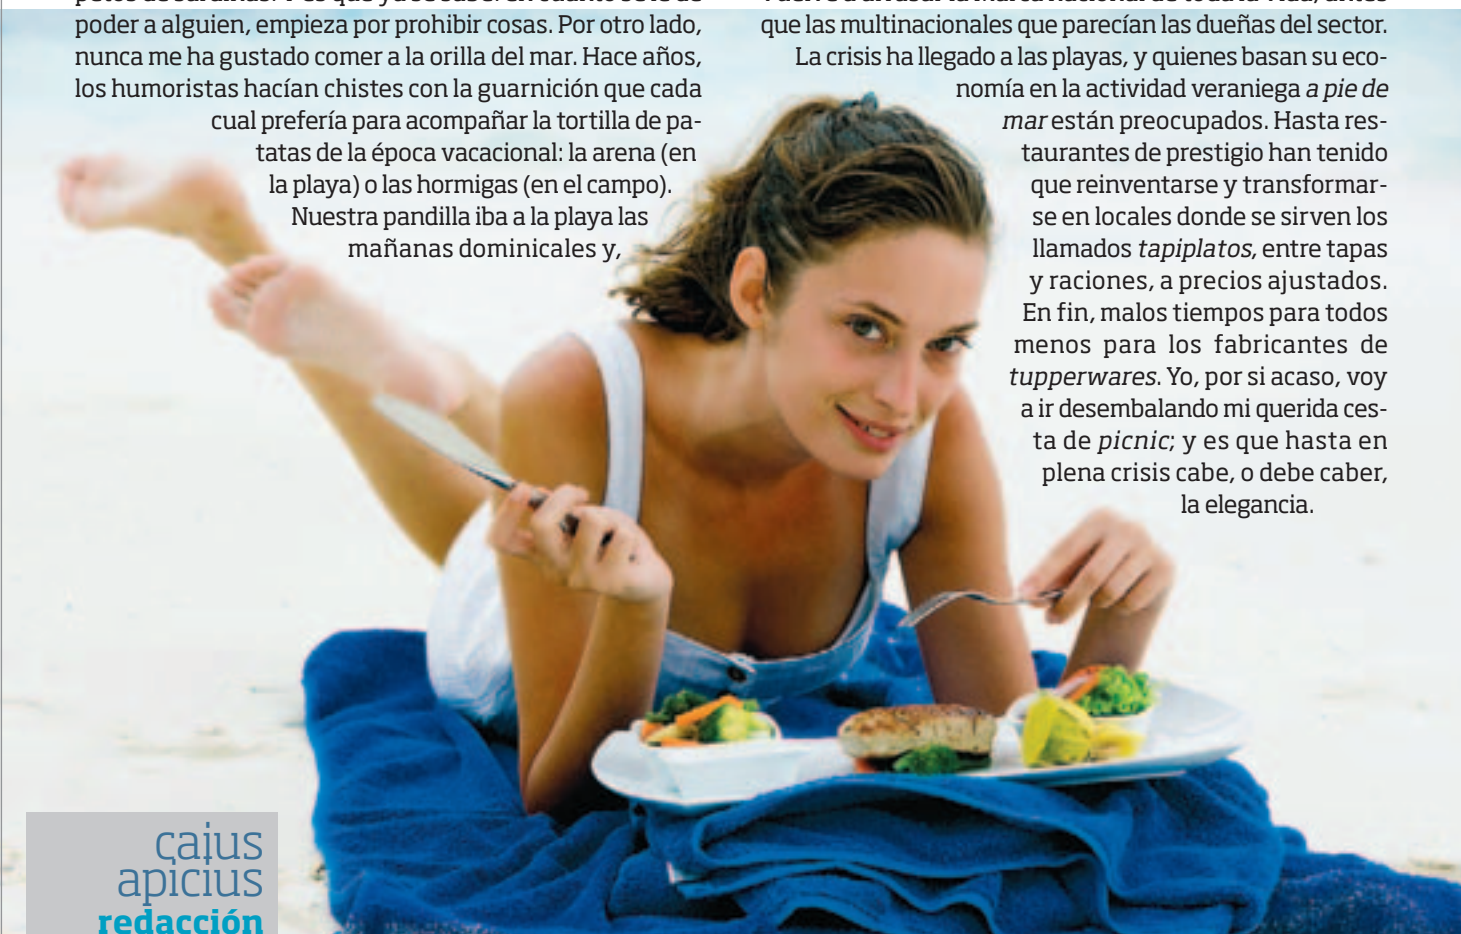 poder a alguien, empieza por prohibir cosas. Por otro lado,
nunca me ha gustado comer a la orilla del mar. Hace años,
los humoristas hacían chistes con la guarnición que cada
cual prefería para acompañar la tortilla de pa-
tatas de la época vacacional: la arena (en
la playa) o las hormigas (en el campo).
Nuestra pandilla iba a la playa las
mañanas dominicales y,
que las multinacionales que parecían las dueñas del sector.
La crisis ha llegado a las playas, y quienes basan su eco-
nomía en la actividad veraniega a pie de
mar están preocupados. Hasta res-
taurantes de prestigio han tenido
que reinventarse y transformar-
se en locales donde se sirven los
llamados tapiplatos, entre tapas
y raciones, a precios ajustados.
En fin, malos tiempos para todos
menos para los fabricantes de
tupperwares. Yo, por si acaso, voy
a ir desembalando mi querida ces-
ta de picnic; y es que hasta en
plena crisis cabe, o debe caber,
la elegancia.
caius
apicius
redacción